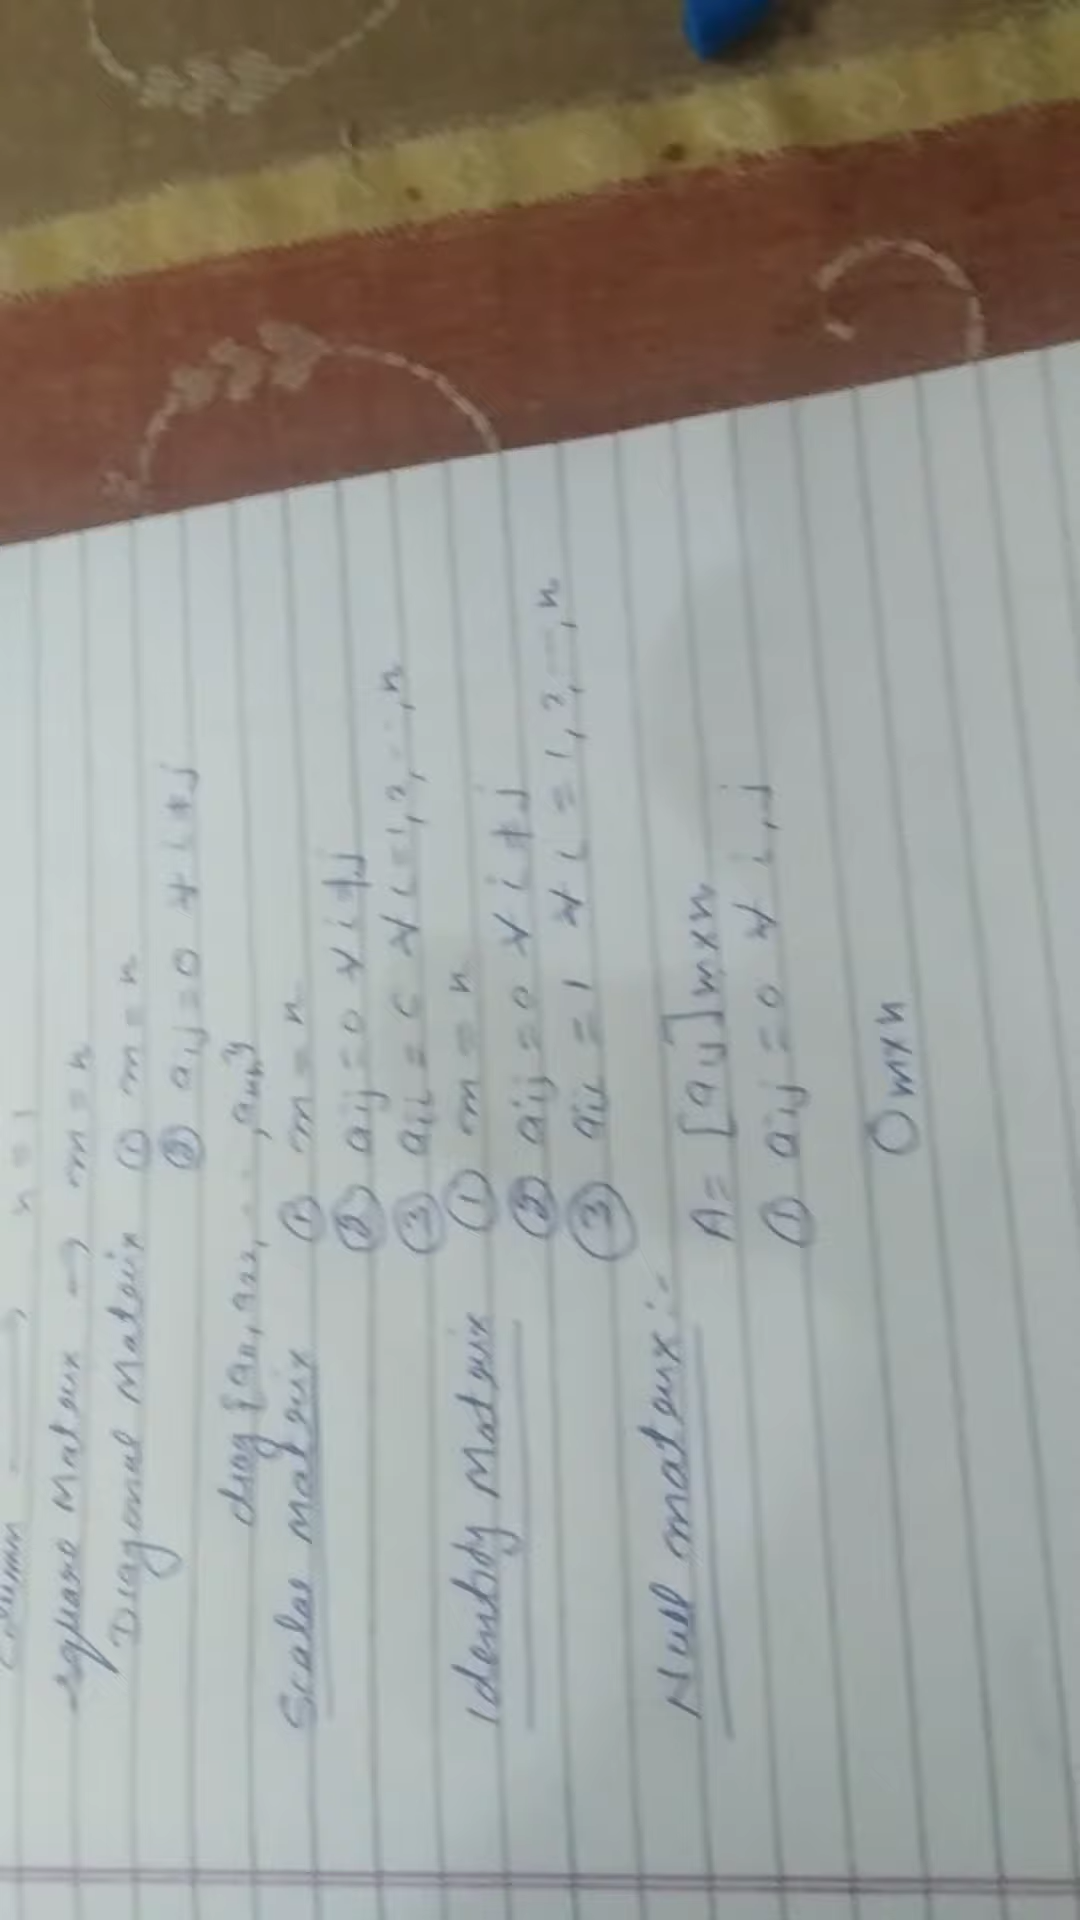 n = 1
square Matrix → m = n
Diagonal Matrix ① m = n
② aij = 0 ∀ i ≠ j
diag [a11, a22, . . . , ann]
Scalar Matrix ① m = n
② aij = 0 ∀ i ≠ j
③ aii = c ∀ i = 1, 2, ..., n
Identity Matrix ① m = n
② aij = 0 ∀ i ≠ j
③ aii = 1 ∀ i = 1, 2, ..., n
Null matrix :-
A = [aij] m×n
① aij = 0 ∀ i, j
O m×n